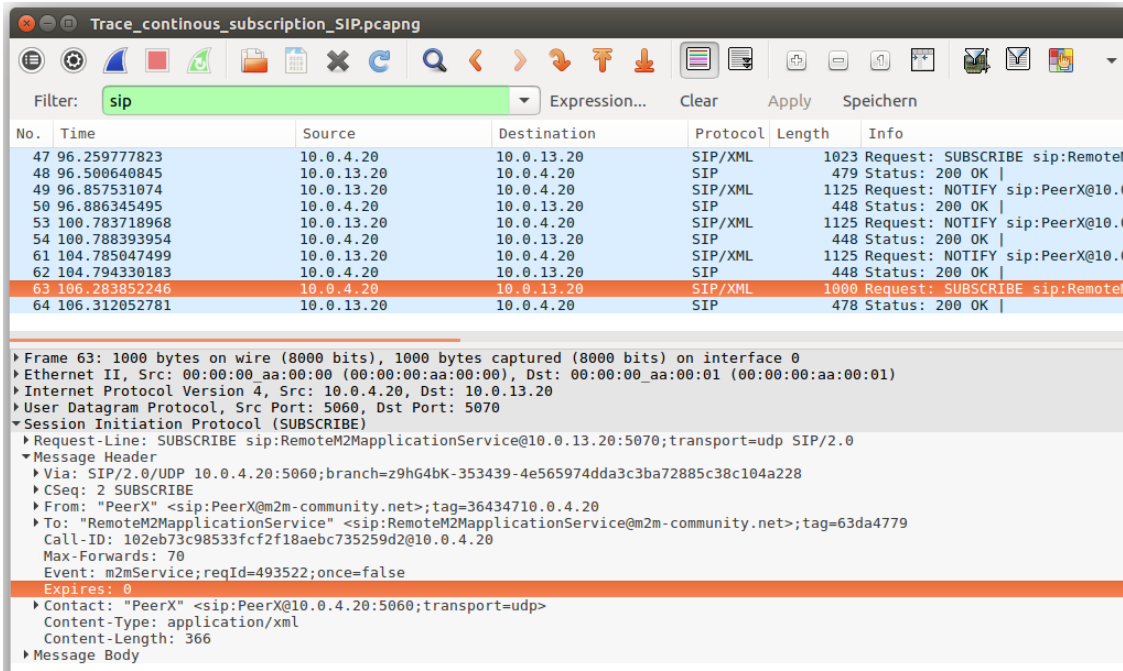 Trace_continous_subscription_SIP.pcapng
Filter: sip Expression... Clear Apply Speichern
No. Time Source Destination Protocol Length Info
47 96.259777823 10.0.4.20 10.0.13.20 SIP/XML 1023 Request: SUBSCRIBE sip:RemoteM
48 96.500640845 10.0.13.20 10.0.4.20 SIP 479 Status: 200 OK |
49 96.857531074 10.0.13.20 10.0.4.20 SIP/XML 1125 Request: NOTIFY sip:PeerX@10.0
50 96.886345495 10.0.4.20 10.0.13.20 SIP 448 Status: 200 OK |
53 100.783718968 10.0.13.20 10.0.4.20 SIP/XML 1125 Request: NOTIFY sip:PeerX@10.0
54 100.788393954 10.0.4.20 10.0.13.20 SIP 448 Status: 200 OK |
61 104.785047499 10.0.13.20 10.0.4.20 SIP/XML 1125 Request: NOTIFY sip:PeerX@10.0
62 104.794330183 10.0.4.20 10.0.13.20 SIP 448 Status: 200 OK |
63 106.283852246 10.0.4.20 10.0.13.20 SIP/XML 1000 Request: SUBSCRIBE sip:RemoteM
64 106.312052781 10.0.13.20 10.0.4.20 SIP 478 Status: 200 OK |
Frame 63: 1000 bytes on wire (8000 bits), 1000 bytes captured (8000 bits) on interface 0
Ethernet II, Src: 00:00:00_aa:00:00 (00:00:00:aa:00:00), Dst: 00:00:00_aa:00:01 (00:00:00:aa:00:01)
Internet Protocol Version 4, Src: 10.0.4.20, Dst: 10.0.13.20
User Datagram Protocol, Src Port: 5060, Dst Port: 5070
Session Initiation Protocol (SUBSCRIBE)
Request-Line: SUBSCRIBE sip:RemoteM2MapplicationService@10.0.13.20:5070;transport=udp SIP/2.0
Message Header
Via: SIP/2.0/UDP 10.0.4.20:5060;branch=z9hG4bK-353439-4e565974dda3c3ba72885c38c104a228
CSeq: 2 SUBSCRIBE
From: "PeerX" <sip:PeerX@m2m-community.net>;tag=36434710.0.4.20
To: "RemoteM2MapplicationService" <sip:RemoteM2MapplicationService@m2m-community.net>;tag=63da4779
Call-ID: 102eb73c98533fcf2f18aebc735259d2@10.0.4.20
Max-Forwards: 70
Event: m2mService;reqId=493522;once=false
Expires: 0
Contact: "PeerX" <sip:PeerX@10.0.4.20:5060;transport=udp>
Content-Type: application/xml
Content-Length: 366
Message Body